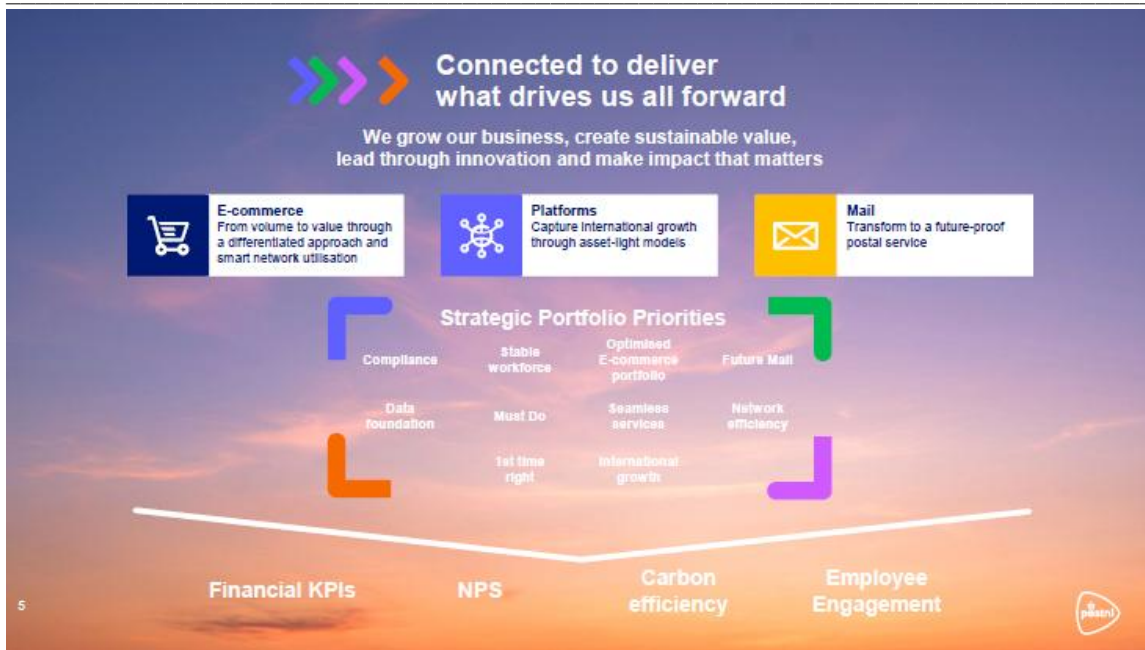 Connected to deliver
what drives us all forward
We grow our business, create sustainable value,
lead through innovation and make impact that matters
E-commerce
From volume to value through
a differentiated approach and
smart network utilisation
Platforms
Capture international growth
through asset-light models
Mail
Transform to a future-proof
postal service
Strategic Portfolio Priorities
Compliance
Stable
workforce
Optimised
E-commerce
portfolio
Future Mail
Data
foundation
Must Do
Seamless
services
Network
efficiency
1st time
right
International
growth
Financial KPIs
NPS
Carbon
efficiency
Employee
Engagement
5
postnl